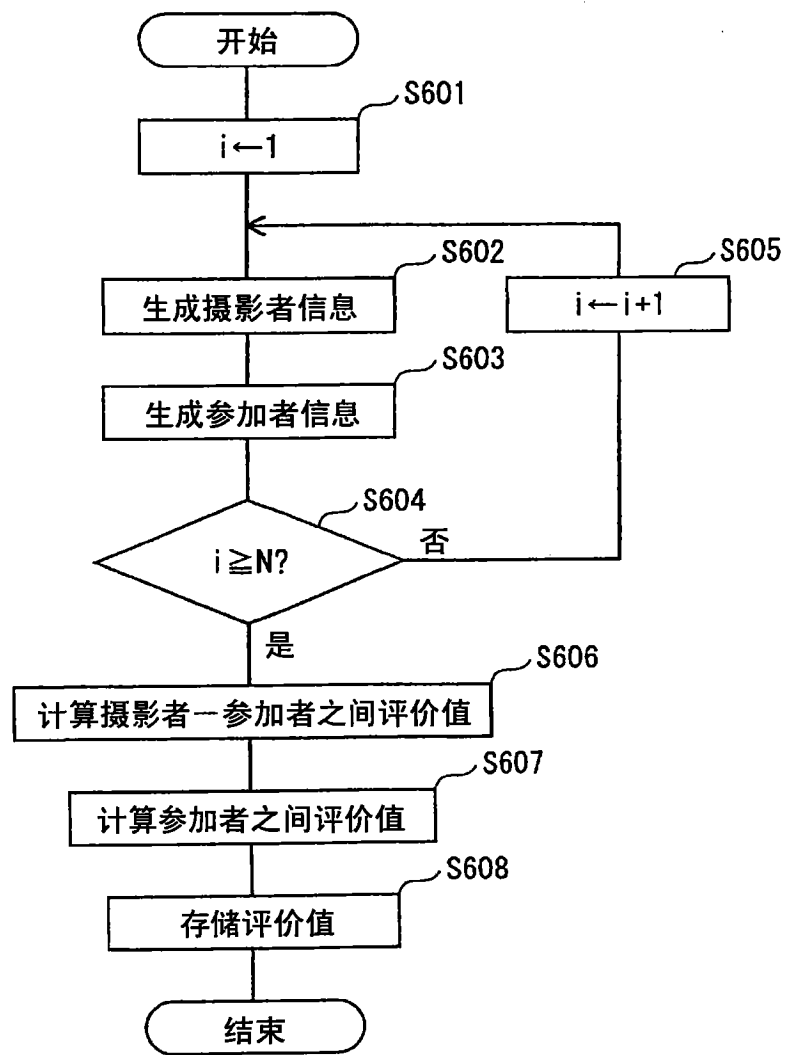 开始
S601
i←1
S602
S605
生成摄影者信息
i←i+1
S603
生成参加者信息
S604
否
i≧N?
是
S606
计算摄影者－参加者之间评价值
S607
计算参加者之间评价值
S608
存储评价值
结束